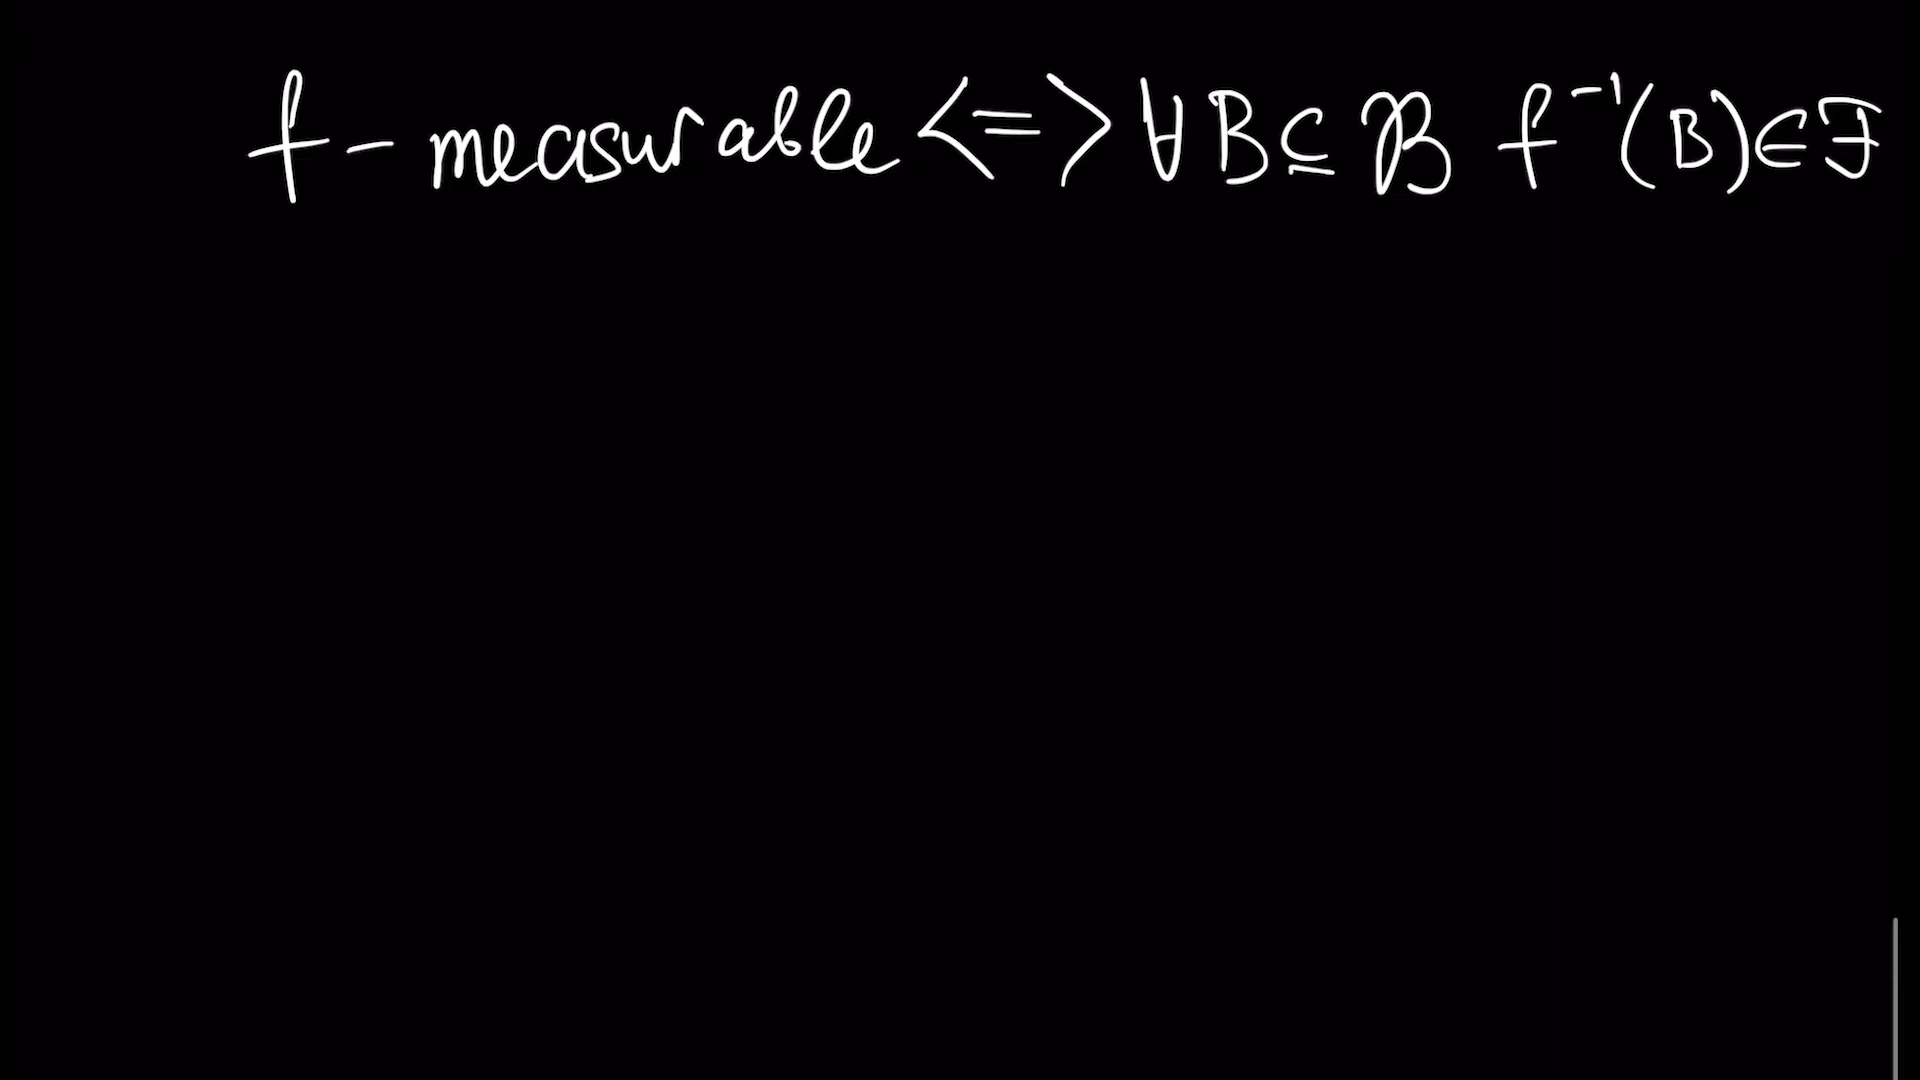 f - measurable <=> ∀ B ⊆ ℬ f⁻¹(B) ∈ ℱ